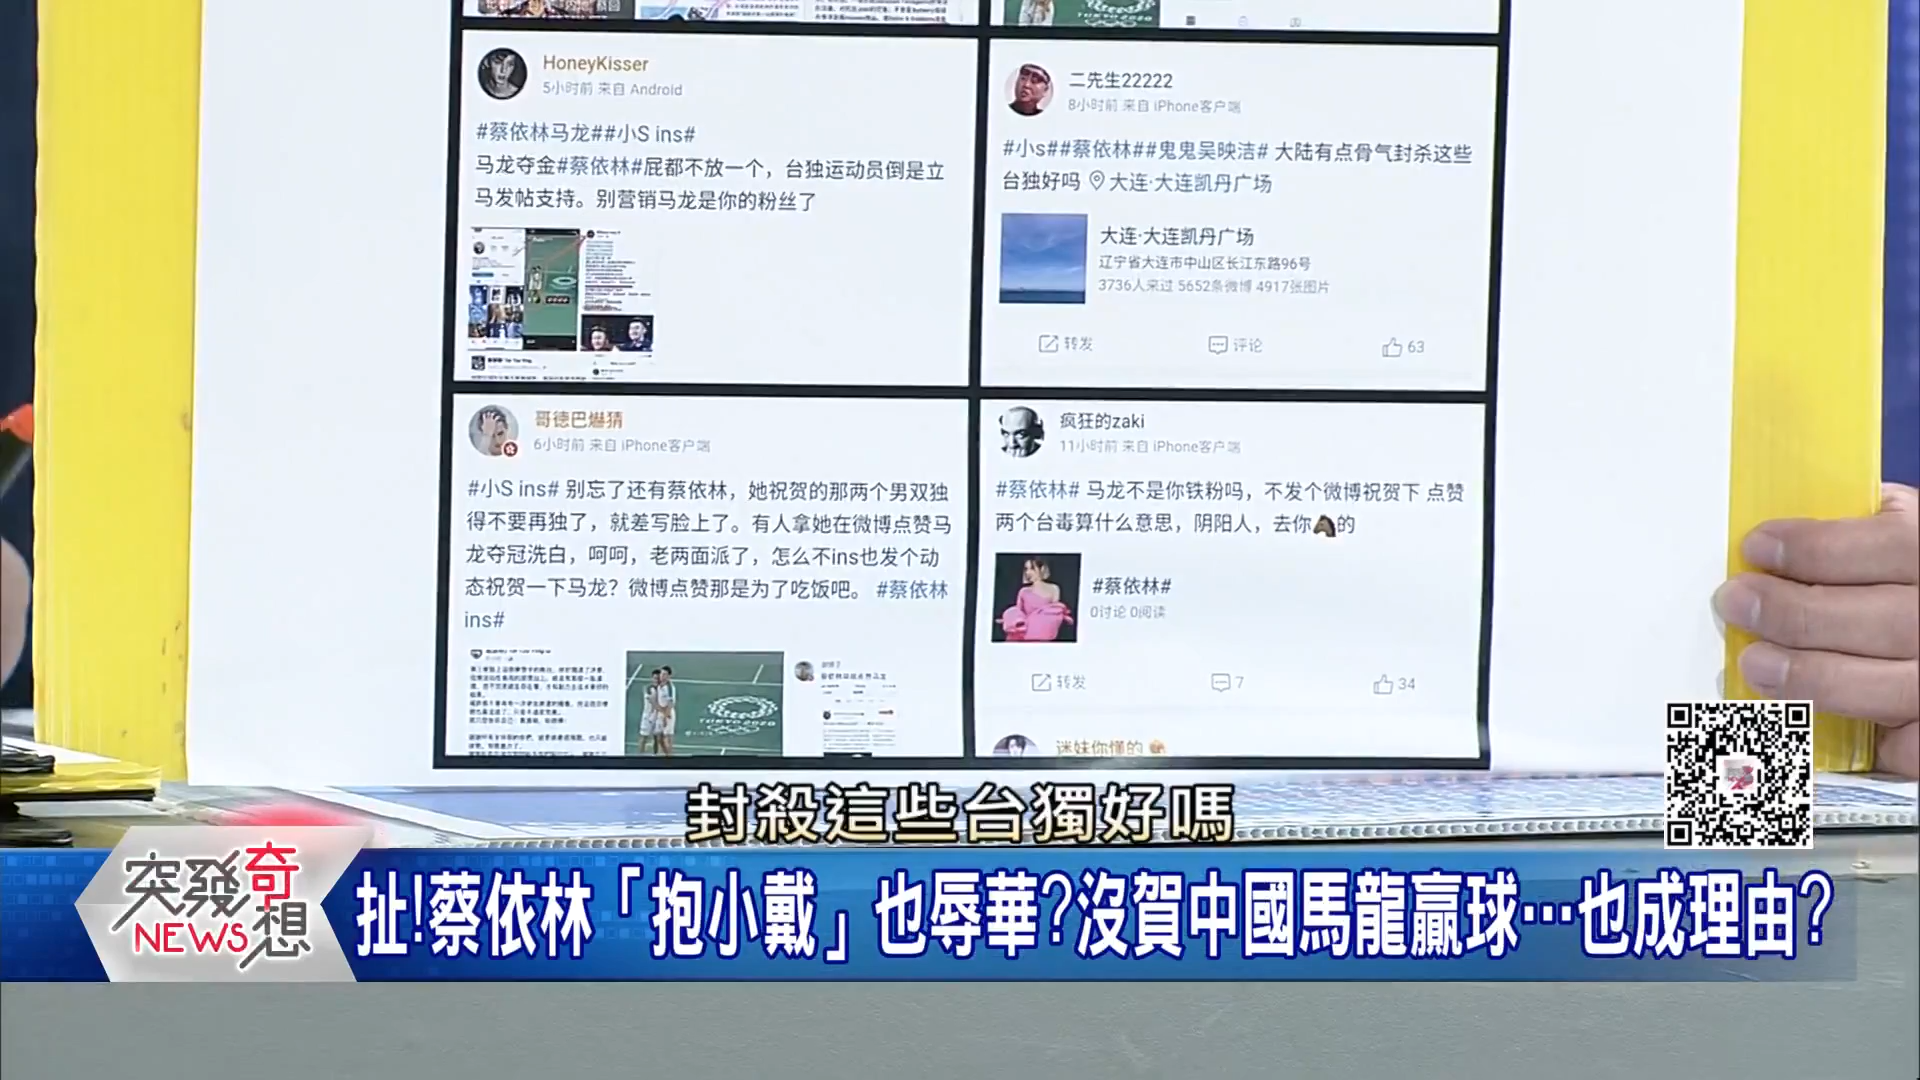 HoneyKisser
5小时前 来自 Android
#蔡依林马龙##小S ins#
马龙夺金#蔡依林#屁都不放一个，台独运动员倒是立
马发帖支持。别营销马龙是你的粉丝了
二先生22222
8小时前 来自 iPhone客户端
#小s##蔡依林##鬼鬼吴映洁# 大陆有点骨气封杀这些
台独好吗 大连·大连凯丹广场
大连·大连凯丹广场
辽宁省大连市中山区长江东路96号
3736人来过 5652条微博 4917张图片
转发
评论
63
哥德巴爀猜
6小时前 来自 iPhone客户端
#小S ins# 别忘了还有蔡依林，她祝贺的那两个男双独
得不要再独了，就差写脸上了。有人拿她在微博点赞马
龙夺冠洗白，呵呵，老两面派了，怎么不ins也发个动
态祝贺一下马龙？微博点赞那是为了吃饭吧。 #蔡依林
ins#
TOKYO 2020
疯狂的zaki
11小时前 来自 iPhone客户端
#蔡依林# 马龙不是你铁粉吗，不发个微博祝贺下 点赞
两个台毒算什么意思，阴阳人，去你🐴的
#蔡依林#
0讨论 0阅读
转发
7
34
迷妹你懂的
封殺這些台獨好嗎
突發奇想
NEWS
扯!蔡依林「抱小戴」也辱華?沒賀中國馬龍贏球…也成理由?